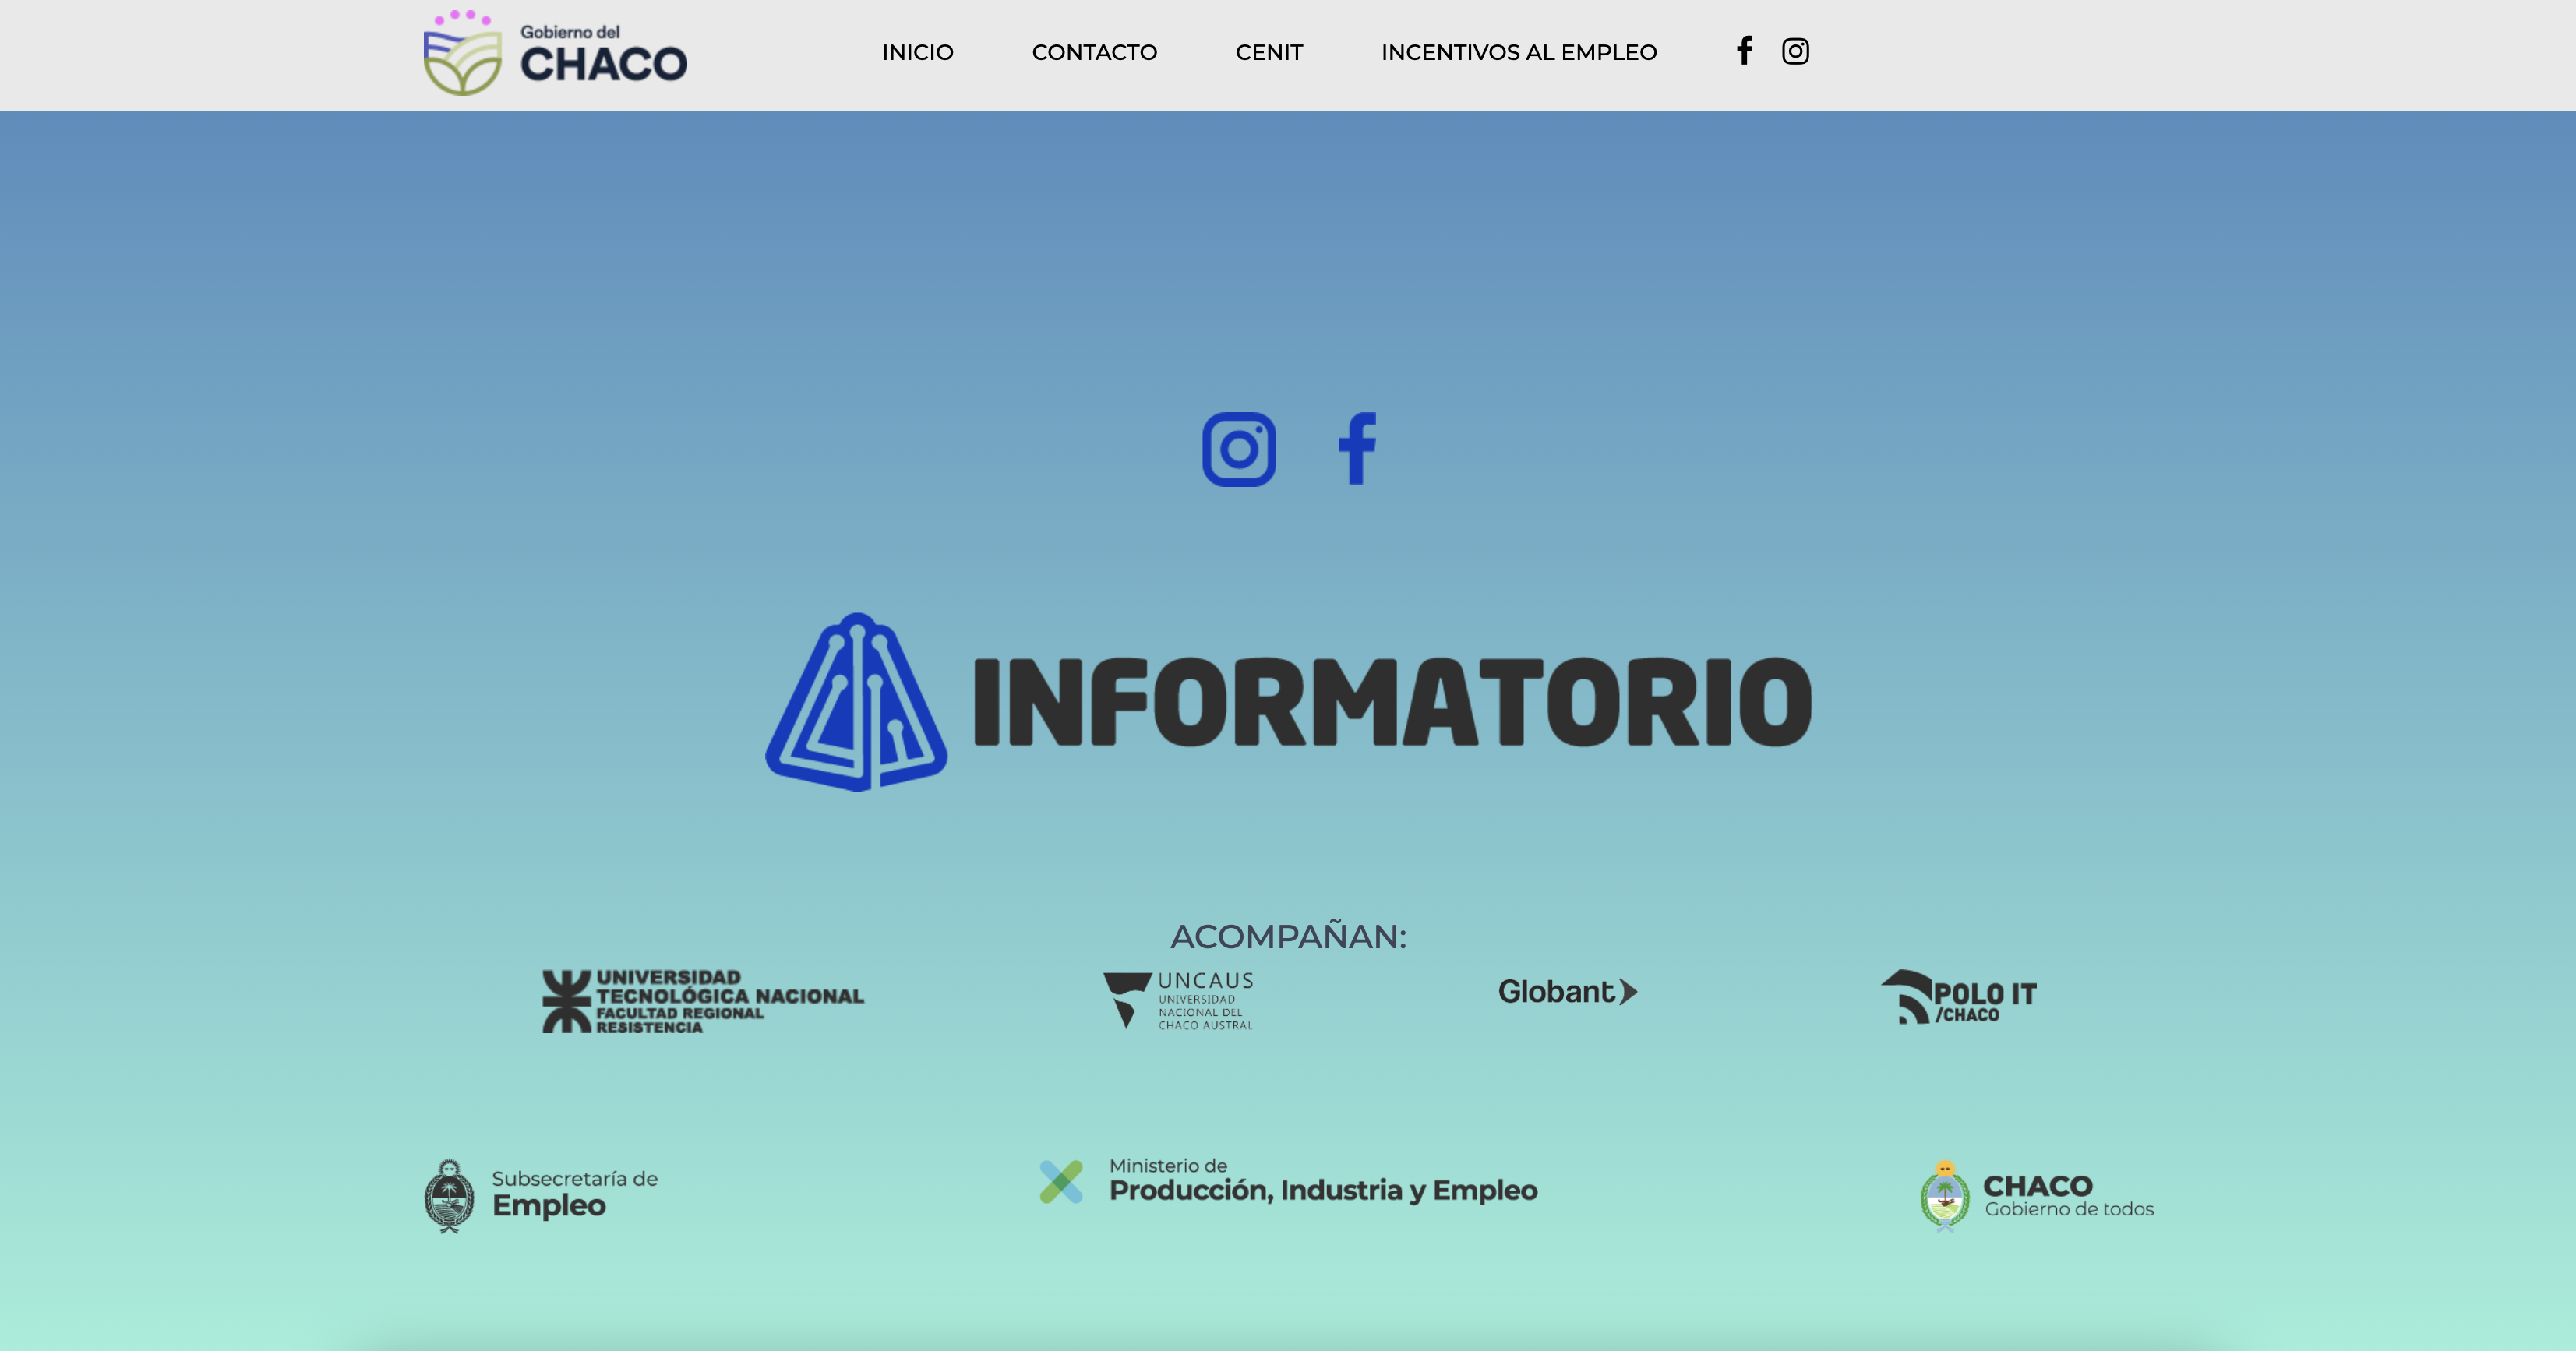 Gobierno del
CHACO
INICIO
CONTACTO
CENIT
INCENTIVOS AL EMPLEO
INFORMATORIO
ACOMPAÑAN:
UNIVERSIDAD
TECNOLÓGICA NACIONAL
FACULTAD REGIONAL
RESISTENCIA
UNCAUS
UNIVERSIDAD
NACIONAL DEL
CHACO AUSTRAL
Globant
POLO IT
/CHACO
Subsecretaría de
Empleo
Ministerio de
Producción, Industria y Empleo
CHACO
Gobierno de todos